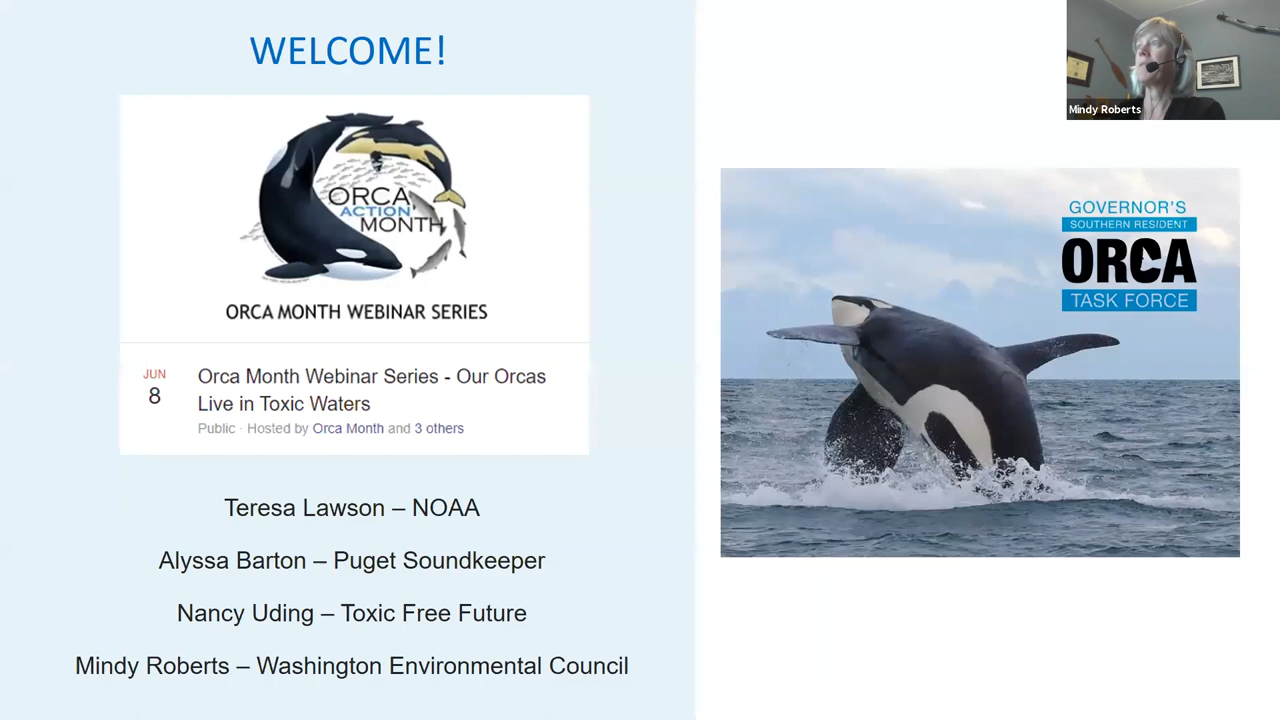 WELCOME!
ORCA
ACTION
MONTH
ORCA MONTH WEBINAR SERIES
JUN
8
Orca Month Webinar Series - Our Orcas
Live in Toxic Waters
Public · Hosted by Orca Month and 3 others
Teresa Lawson – NOAA
Alyssa Barton – Puget Soundkeeper
Nancy Uding – Toxic Free Future
Mindy Roberts – Washington Environmental Council
Mindy Roberts
GOVERNOR'S
SOUTHERN RESIDENT
ORCA
TASK FORCE